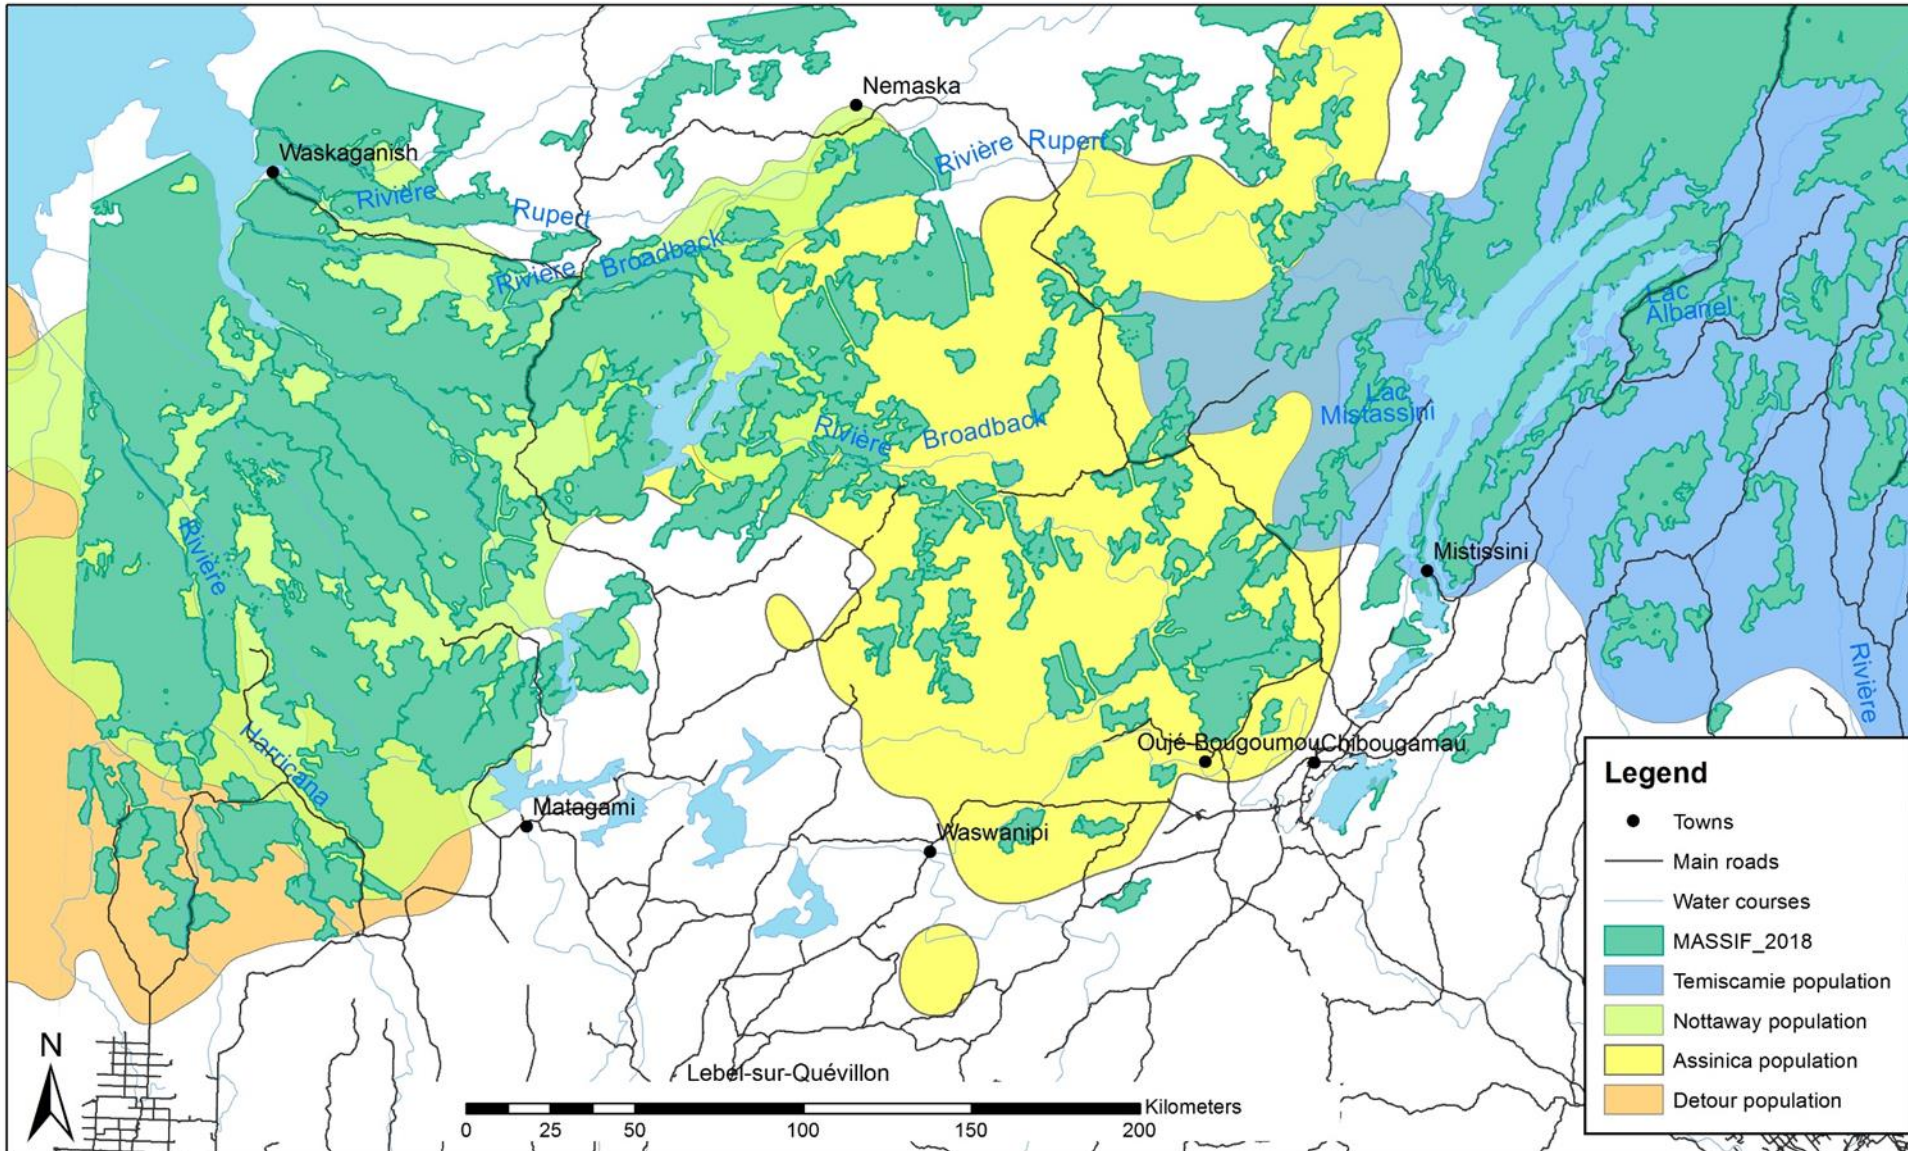 Nemaska
Waskaganish
Rivière Rupert
Rivière
Rupert
Rivière Broadback
Lac
Albanel
Lac
Mistassini
Rivière Broadback
Rivière
Mistissini
Rivière
Harricana
Oujé-Bougoumou
Chibougamau
Matagami
Waswanipi
Lebel-sur-Quévillon
N
Kilometers
0 25 50 100 150 200
Legend
Towns
Main roads
Water courses
MASSIF_2018
Temiscamie population
Nottaway population
Assinica population
Detour population